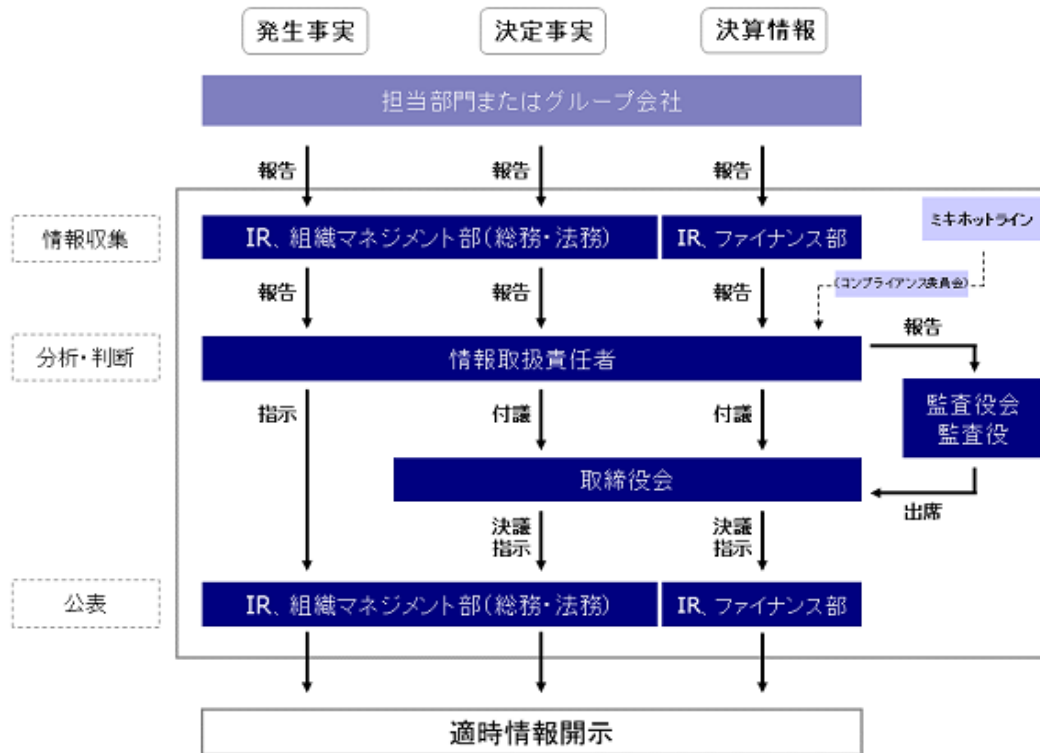 発生事実
決定事実
決算情報
担当部門またはグループ会社
報告
報告
報告
情報収集
IR、組織マネジメント部(総務・法務)
IR、ファイナンス部
ミキホットライン
報告
報告
報告
(コンプライアンス委員会)
分析・判断
情報取扱責任者
報告
指示
付議
付議
監査役会
監査役
取締役会
出席
決議
指示
決議
指示
公表
IR、組織マネジメント部(総務・法務)
IR、ファイナンス部
適時情報開示